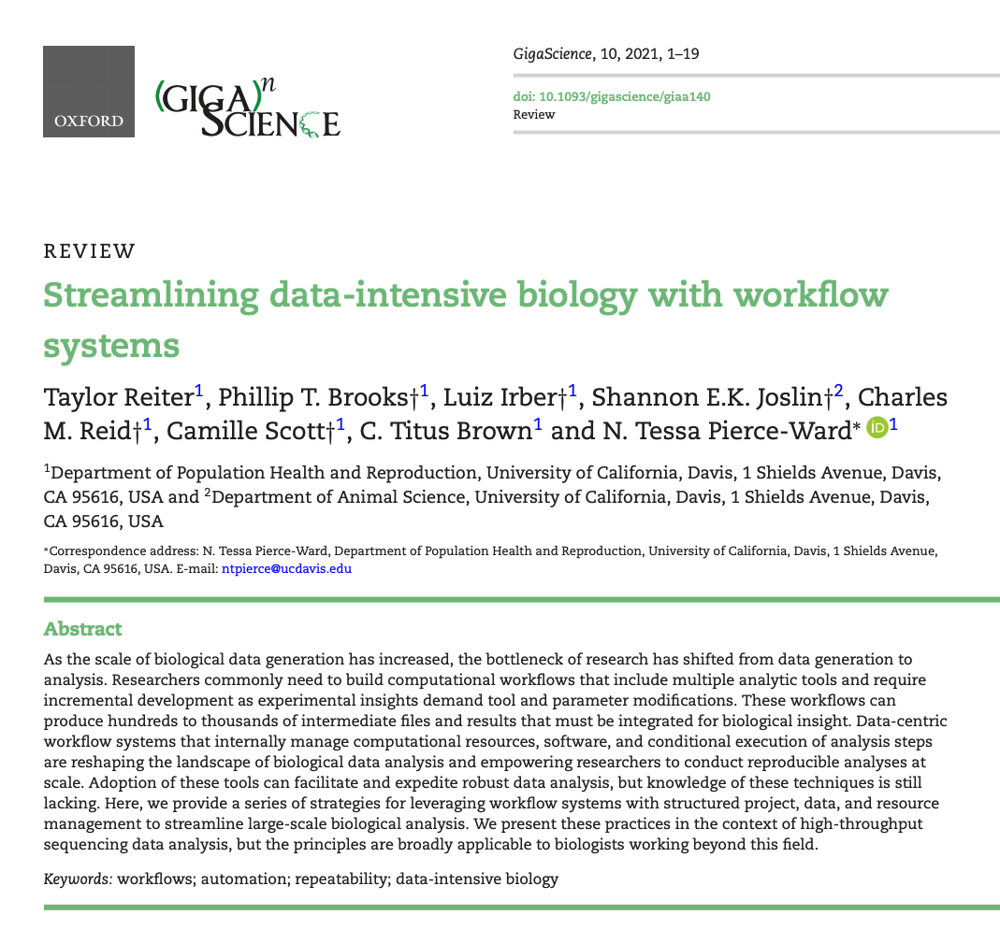 OXFORD
(GIGA)n
SCIENCE
GigaScience, 10, 2021, 1–19
doi: 10.1093/gigascience/giaa140
Review
REVIEW
Streamlining data-intensive biology with workflow
systems
Taylor Reiter1, Phillip T. Brooks†1, Luiz Irber†1, Shannon E.K. Joslin†2, Charles
M. Reid†1, Camille Scott†1, C. Titus Brown1 and N. Tessa Pierce-Ward* iD 1
1Department of Population Health and Reproduction, University of California, Davis, 1 Shields Avenue, Davis,
CA 95616, USA and 2Department of Animal Science, University of California, Davis, 1 Shields Avenue, Davis,
CA 95616, USA
*Correspondence address: N. Tessa Pierce-Ward, Department of Population Health and Reproduction, University of California, Davis, 1 Shields Avenue,
Davis, CA 95616, USA. E-mail: ntpierce@ucdavis.edu
Abstract
As the scale of biological data generation has increased, the bottleneck of research has shifted from data generation to
analysis. Researchers commonly need to build computational workflows that include multiple analytic tools and require
incremental development as experimental insights demand tool and parameter modifications. These workflows can
produce hundreds to thousands of intermediate files and results that must be integrated for biological insight. Data-centric
workflow systems that internally manage computational resources, software, and conditional execution of analysis steps
are reshaping the landscape of biological data analysis and empowering researchers to conduct reproducible analyses at
scale. Adoption of these tools can facilitate and expedite robust data analysis, but knowledge of these techniques is still
lacking. Here, we provide a series of strategies for leveraging workflow systems with structured project, data, and resource
management to streamline large-scale biological analysis. We present these practices in the context of high-throughput
sequencing data analysis, but the principles are broadly applicable to biologists working beyond this field.
Keywords: workflows; automation; repeatability; data-intensive biology